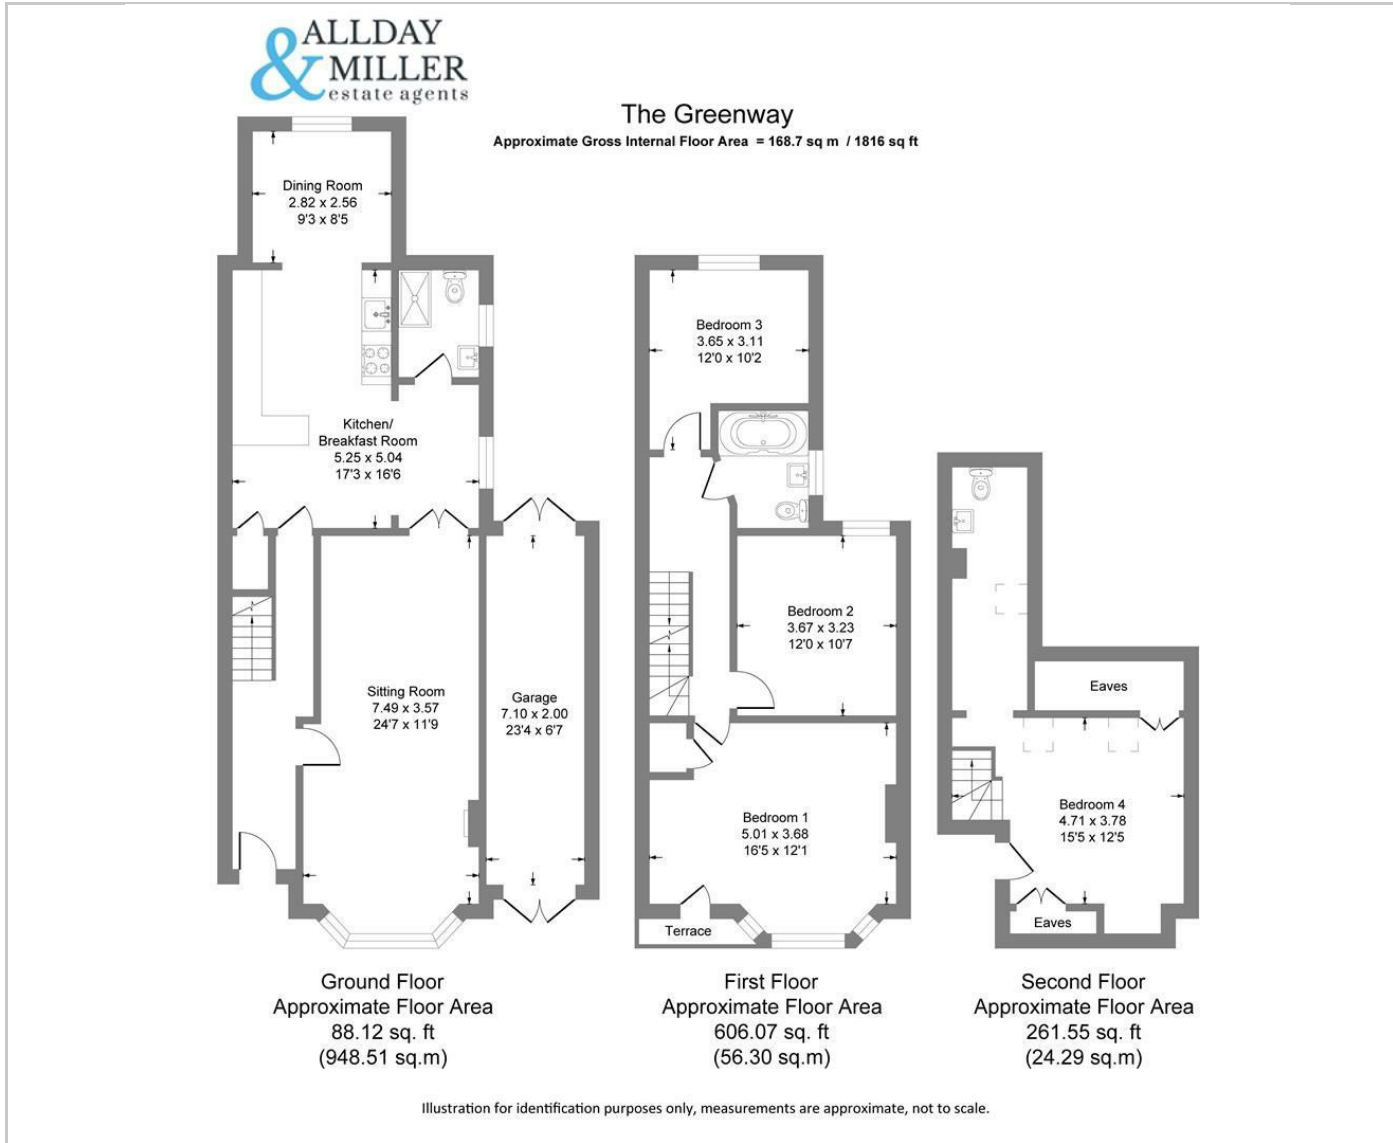 ALLDAY
& MILLER
estate agents
The Greenway
Approximate Gross Internal Floor Area = 168.7 sq m / 1816 sq ft
Dining Room
2.82 x 2.56
9'3 x 8'5
Kitchen/
Breakfast Room
5.25 x 5.04
17'3 x 16'6
Sitting Room
7.49 x 3.57
24'7 x 11'9
Garage
7.10 x 2.00
23'4 x 6'7
Ground Floor
Approximate Floor Area
88.12 sq. ft
(948.51 sq.m)
Bedroom 3
3.65 x 3.11
12'0 x 10'2
Bedroom 2
3.67 x 3.23
12'0 x 10'7
Bedroom 1
5.01 x 3.68
16'5 x 12'1
Terrace
First Floor
Approximate Floor Area
606.07 sq. ft
(56.30 sq.m)
Eaves
Bedroom 4
4.71 x 3.78
15'5 x 12'5
Eaves
Second Floor
Approximate Floor Area
261.55 sq. ft
(24.29 sq.m)
Illustration for identification purposes only, measurements are approximate, not to scale.